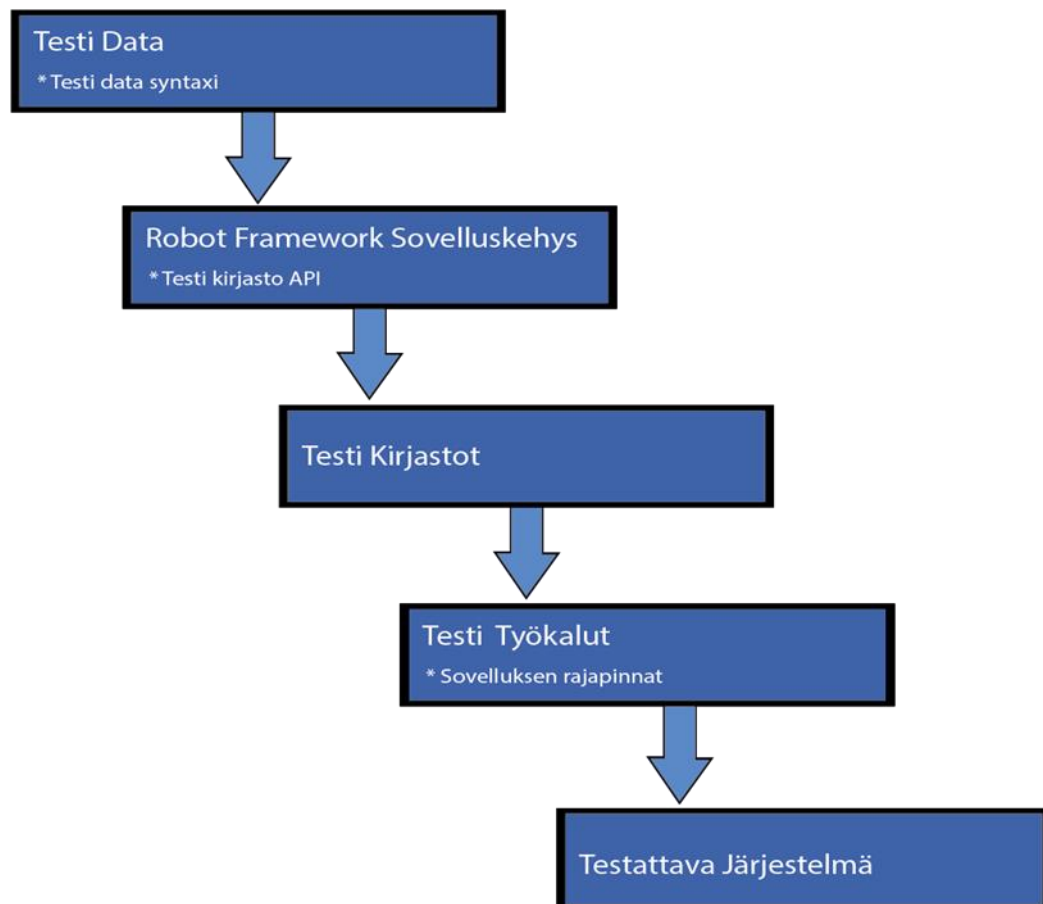 Testi Data
* Testi data syntaxi
Robot Framework Sovelluskehys
* Testi kirjasto API
Testi Kirjastot
Testi Työkalut
* Sovelluksen rajapinnat
Testattava Järjestelmä